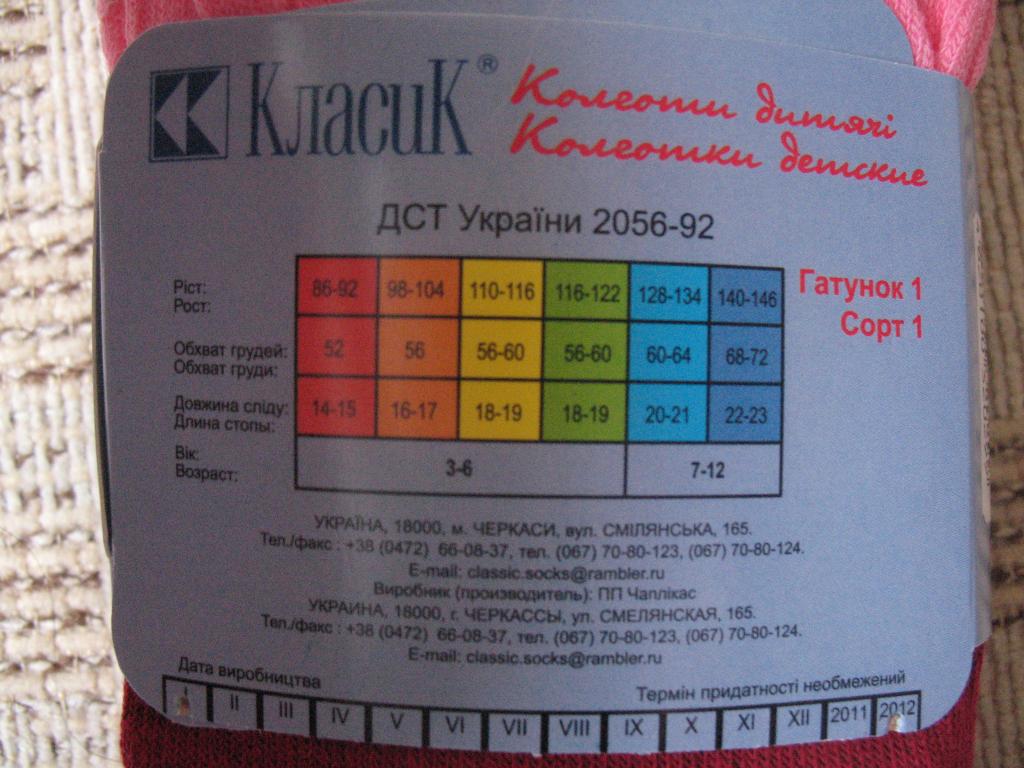 КласиК®
Колготи дитячі
Колготки детские
ДСТ України 2056-92
Гатунок 1
Сорт 1
Ріст: 86-92 98-104 110-116 116-122 128-134 140-146
Рост:
Обхват грудей: 52 56 56-60 56-60 60-64 68-72
Обхват груди:
Довжина сліду: 14-15 16-17 18-19 18-19 20-21 22-23
Длина стопы:
Вік: 3-6 7-12
Возраст:
УКРАЇНА, 18000, м. ЧЕРКАСИ, вул. СМІЛЯНСЬКА, 165.
Тел./факс : +38 (0472) 66-08-37, тел. (067) 70-80-123, (067) 70-80-124.
E-mail: classic.socks@rambler.ru
Виробник (производитель): ПП Чаплікас
УКРАИНА, 18000, г. ЧЕРКАССЫ, ул. СМЕЛЯНСКАЯ, 165.
Тел./факс : +38 (0472) 66-08-37, тел. (067) 70-80-123, (067) 70-80-124.
E-mail: classic.socks@rambler.ru
Дата виробництва Термін придатності необмежений
I II III IV V VI VII VIII IX X XI XII 2011 2012